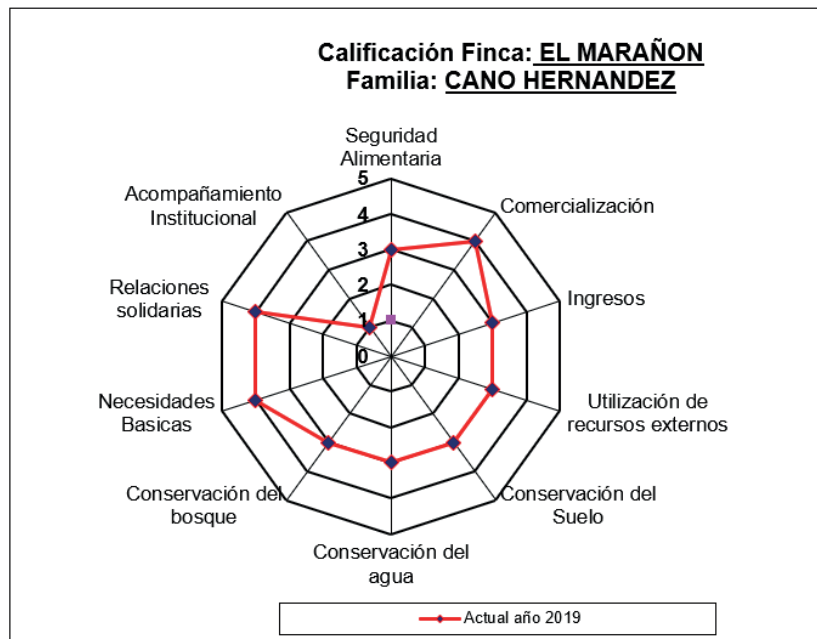 Calificación Finca: EL MARAÑON
Familia: CANO HERNANDEZ
Seguridad
Alimentaria
Comercialización
Ingresos
Utilización de
recursos externos
Conservación del
Suelo
Conservación del
agua
Conservación del
bosque
Necesidades
Basicas
Relaciones
solidarias
Acompañamiento
Institucional
5
4
3
2
1
0
Actual año 2019